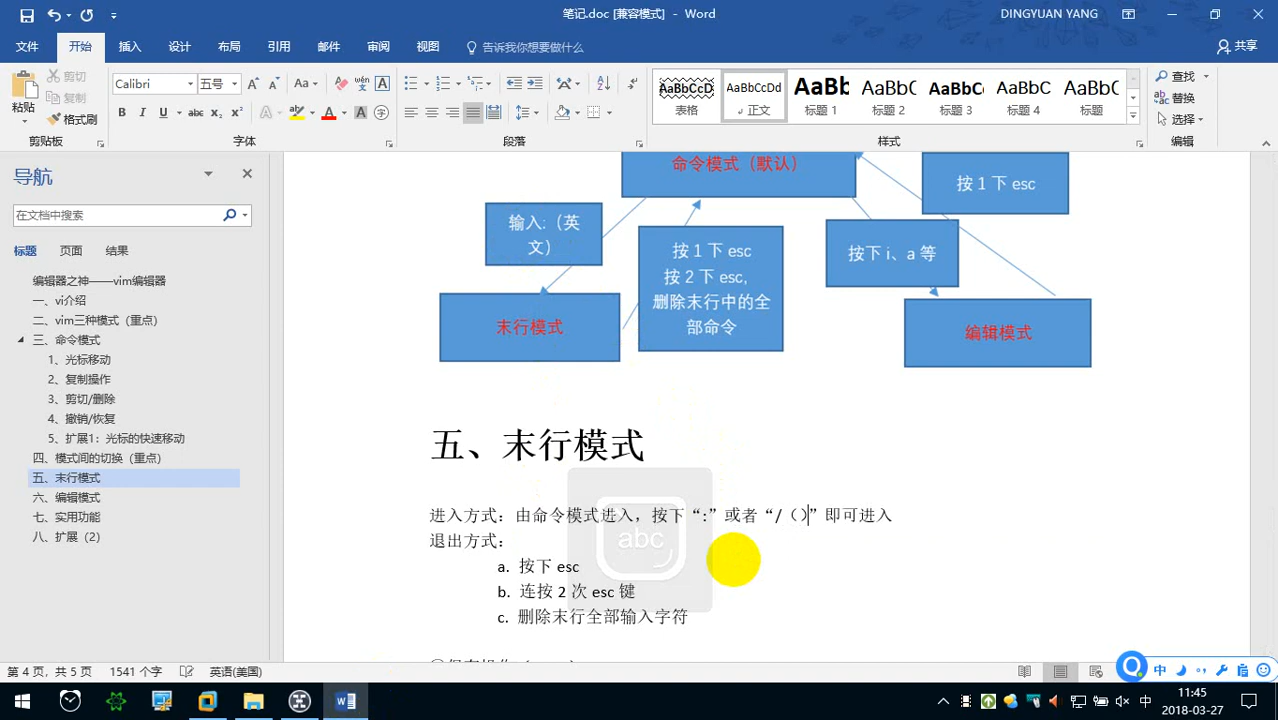 笔记.doc [兼容模式] - Word
DINGYUAN YANG
文件 开始 插入 设计 布局 引用 邮件 审阅 视图 告诉我你想要做什么 共享
粘贴 剪切 复制 格式刷
Calibri 五号
AaBbCcD 表格
AaBbCcDd 正文
AaBb 标题 1
AaBbC 标题 2
AaBbC 标题 3
AaBbC 标题 4
AaBbC 标题
查找 替换 选择
剪贴板 字体 段落 样式 编辑
导航
在文档中搜索
标题 页面 结果
编辑器之神——vim编辑器
一、vi介绍
二、vim三种模式（重点）
三、命令模式
1、光标移动
2、复制操作
3、剪切/删除
4、撤销/恢复
5、扩展1：光标的快速移动
四、模式间的切换（重点）
五、末行模式
六、编辑模式
七、实用功能
八、扩展（2）
命令模式（默认）
按 1 下 esc
输入:（英
文）
按 1 下 esc
按 2 下 esc,
删除末行中的全
部命令
按下 i、a 等
末行模式
编辑模式
五、末行模式
进入方式：由命令模式进入，按下“:”或者“/（）”即可进入
退出方式：
a. 按下 esc
b. 连按 2 次 esc 键
c. 删除末行全部输入字符
abc
第 4 页，共 5 页 1541 个字 英语(美国)
中
中 11:45
2018-03-27